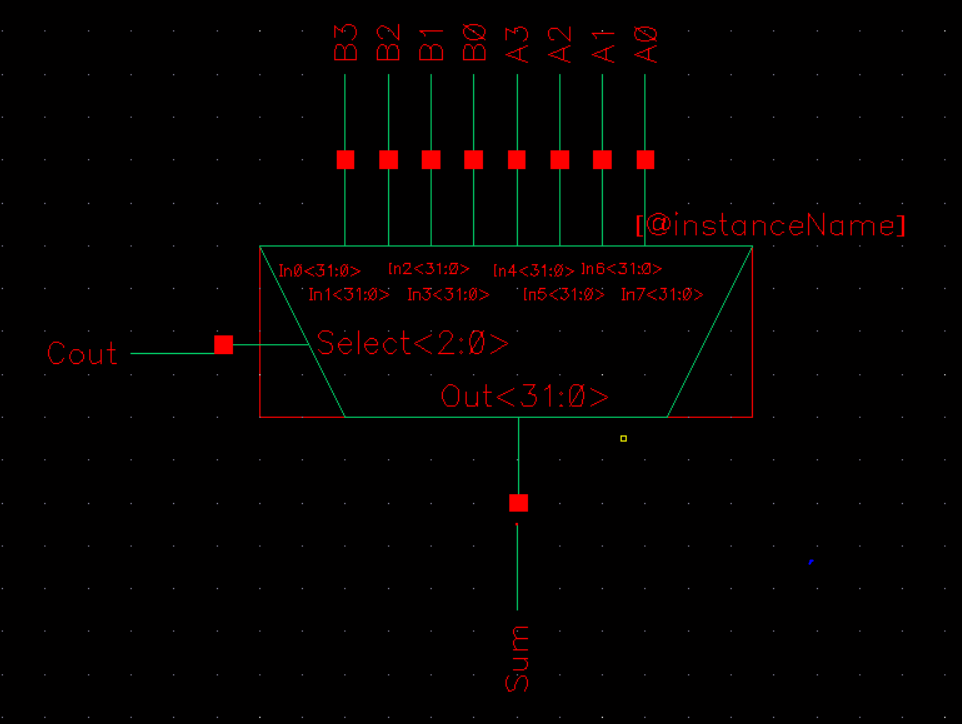 B3 B2 B1 B0 A3 A2 A1 A0
[@instanceName]
In0<31:0> In2<31:0> In4<31:0> In6<31:0>
In1<31:0> In3<31:0> In5<31:0> In7<31:0>
Cout Select<2:0>
Out<31:0>
Sum